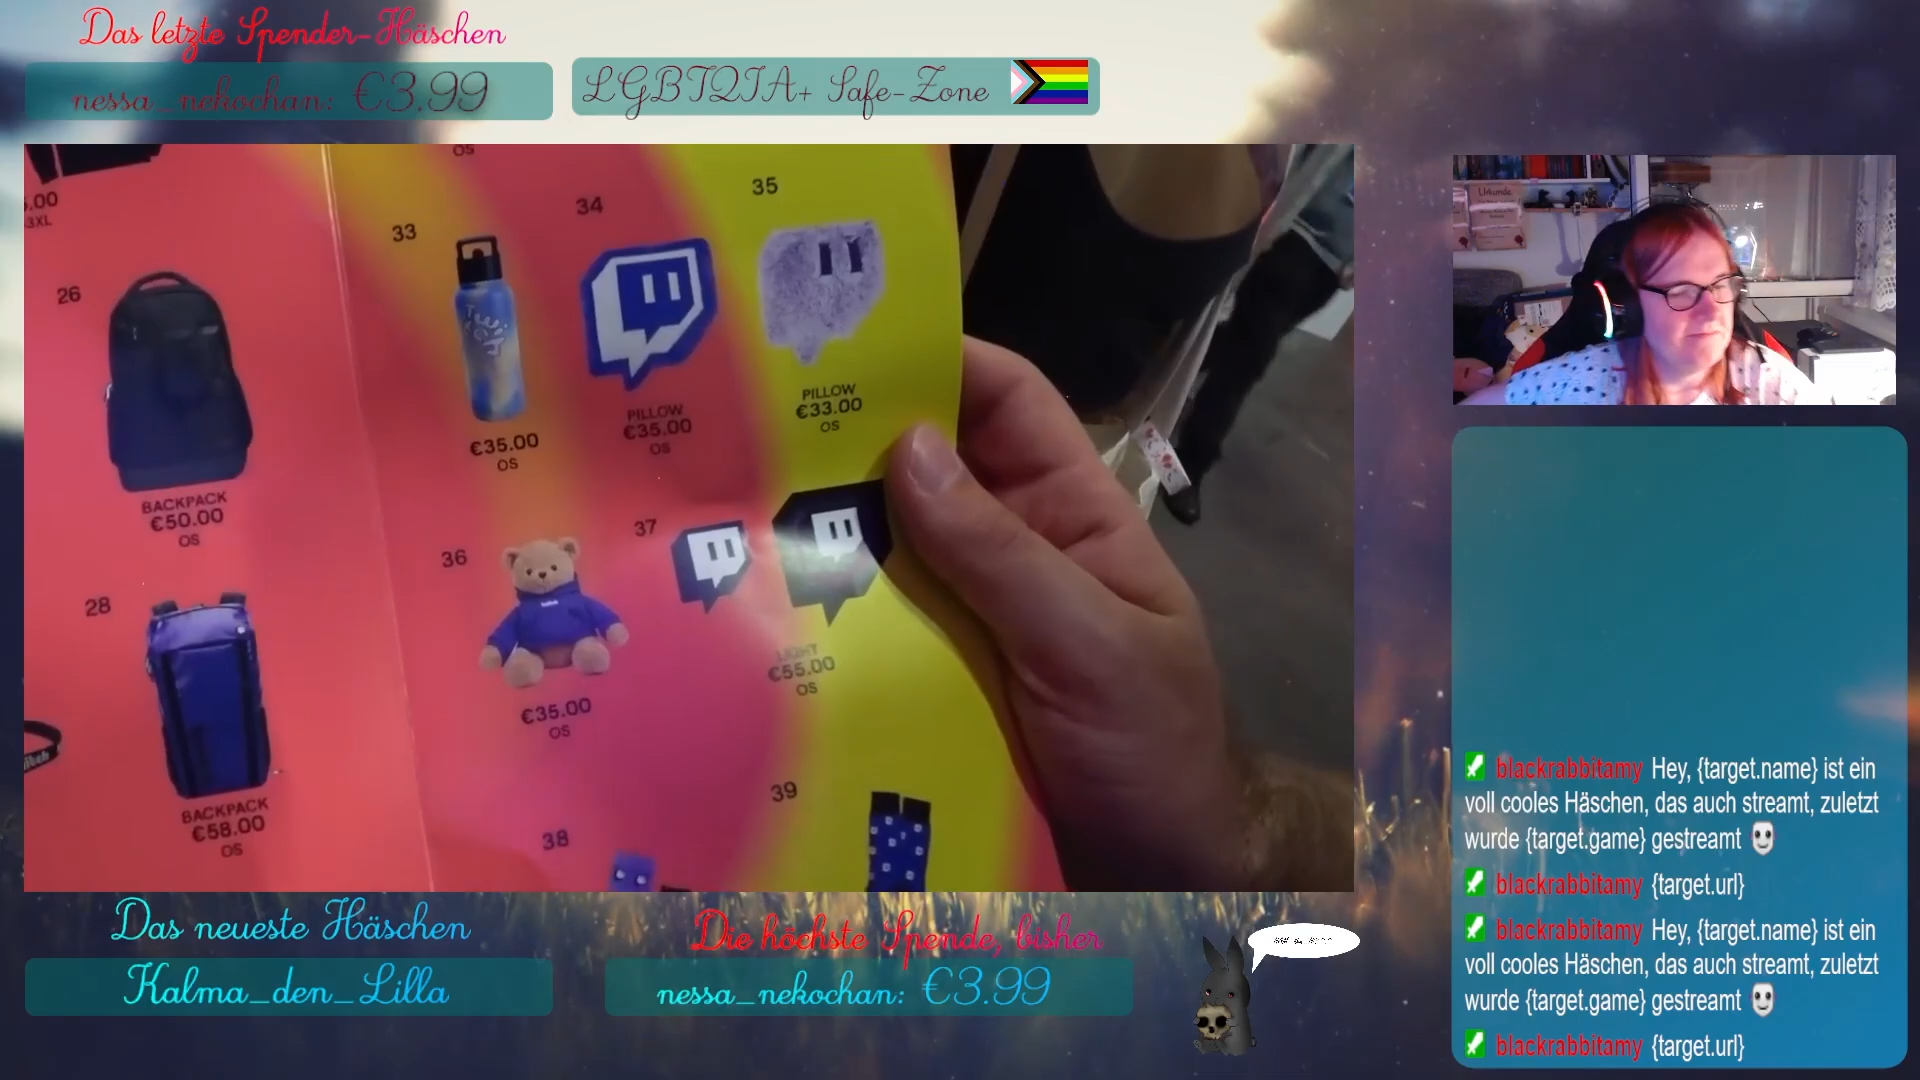 Das letzte Spender-Häschen
nessa_nekochan: €3.99
LGBTQIA+ Safe-Zone
OS
,00
3XL
33
34
35
26
PILLOW
€33.00
OS
PILLOW
€35.00
OS
€35.00
OS
BACKPACK
€50.00
OS
36
37
LIGHT
€55.00
OS
28
€35.00
OS
BACKPACK
€58.00
OS
38
39
Urkunde
blackrabbitamy Hey, {target.name} ist ein
voll cooles Häschen, das auch streamt, zuletzt
wurde {target.game} gestreamt
blackrabbitamy {target.url}
blackrabbitamy Hey, {target.name} ist ein
voll cooles Häschen, das auch streamt, zuletzt
wurde {target.game} gestreamt
blackrabbitamy {target.url}
Das neueste Häschen
Kalma_den_Lilla
Die höchste Spende, bisher
nessa_nekochan: €3.99